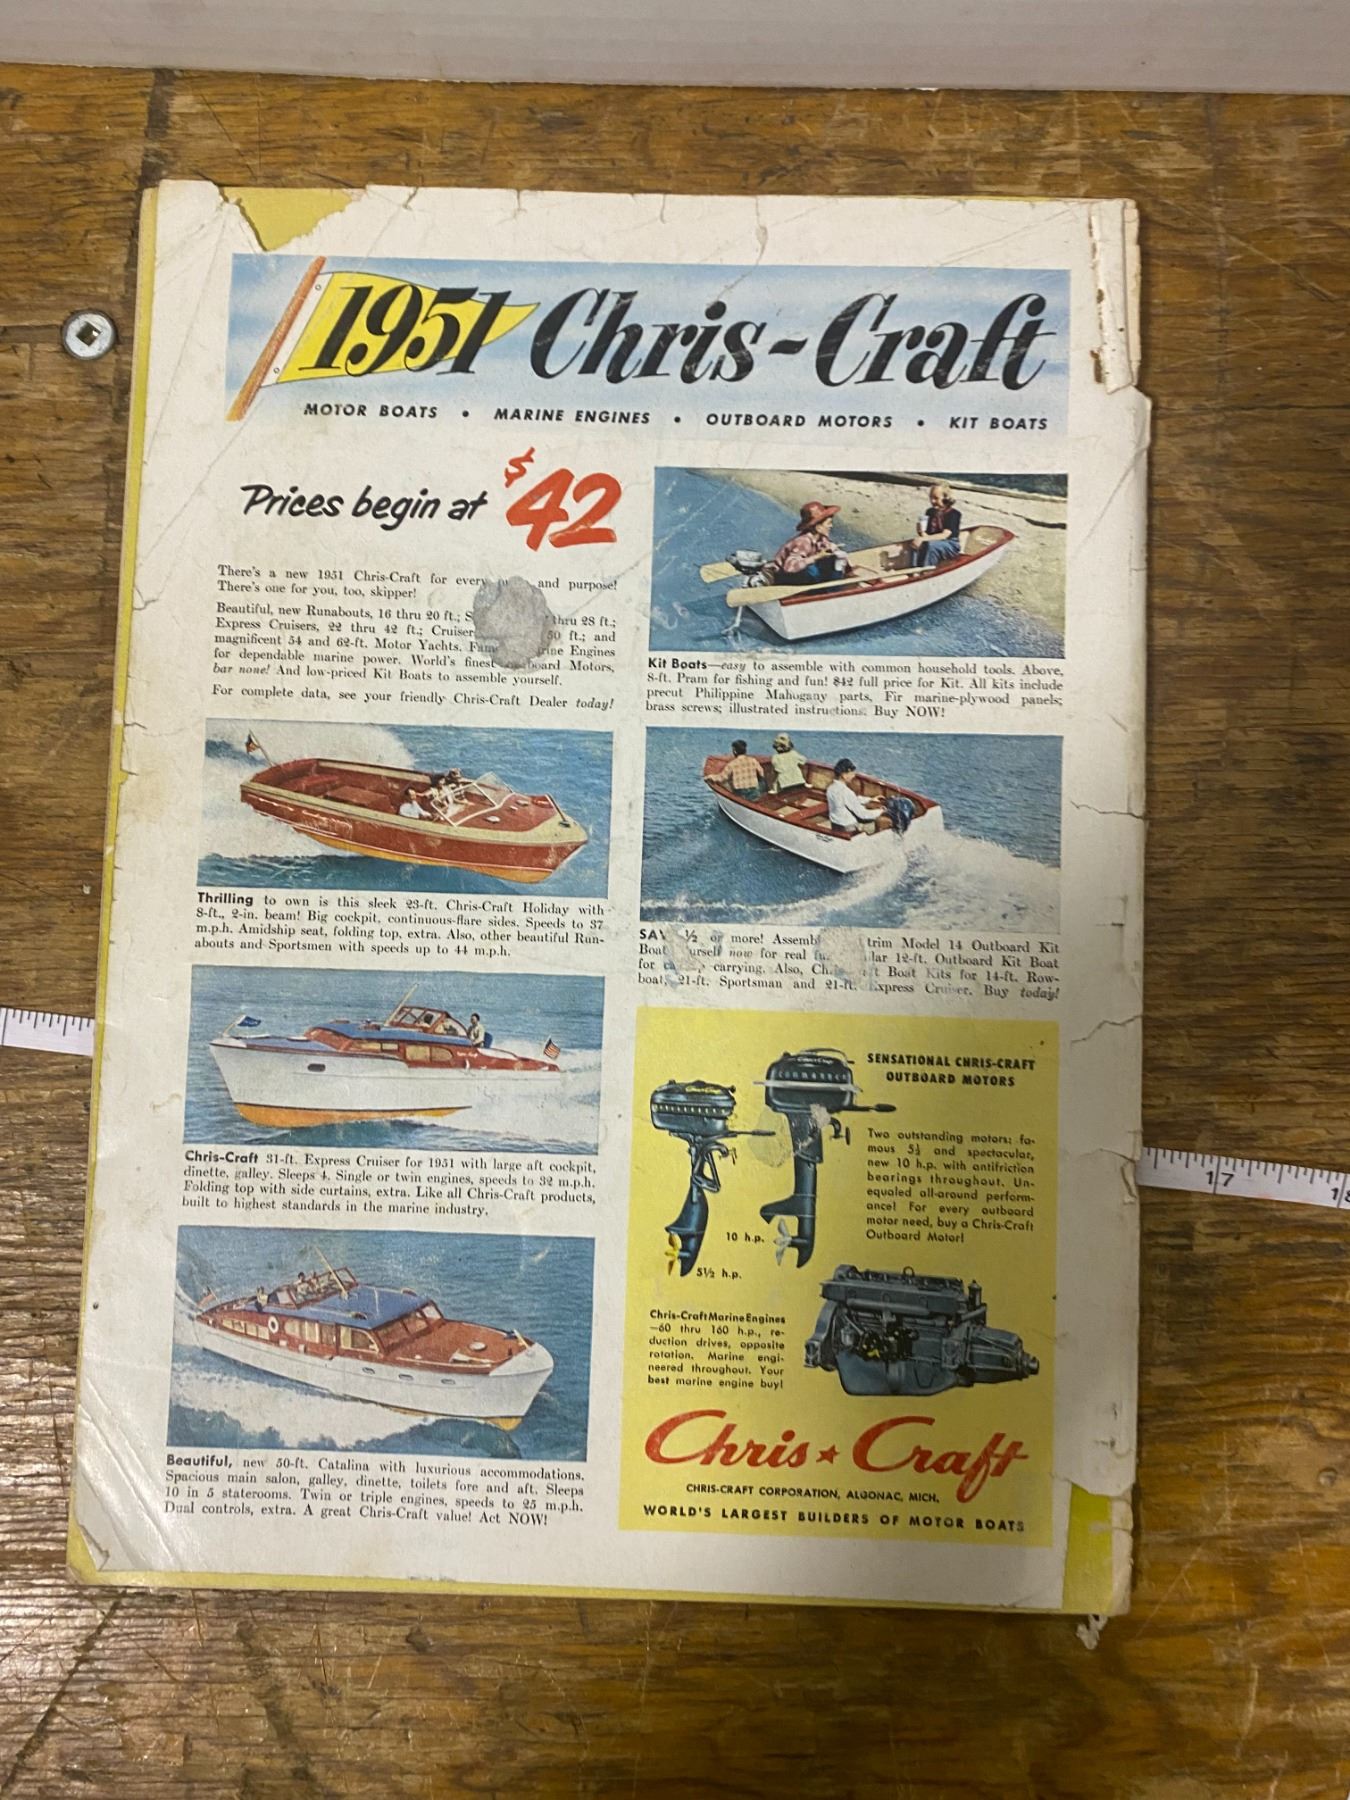 1951 Chris-Craft
MOTOR BOATS • MARINE ENGINES • OUTBOARD MOTORS • KIT BOATS
Prices begin at $42
There's a new 1951 Chris-Craft for every and purpose!
There's one for you, too, skipper!
Beautiful, new Runabouts, 16 thru 20 ft.; thru 28 ft.;
Express Cruisers, 22 thru 42 ft.; 50 ft.; and
magnificent 54 and 62-ft. Motor Yachts. Engines
for dependable marine power. World's finest Motors,
bar none! And low-priced Kit Boats to assemble yourself.
For complete data, see your friendly Chris-Craft Dealer today!
Thrilling to own is this sleek 23-ft. Chris-Craft Holiday with
8-ft., 2-in. beam! Big cockpit, continuous-flare sides. Speeds to 37
m.p.h. Amidship seat, folding top, extra. Also, other beautiful Run-
abouts and Sportsmen with speeds up to 44 m.p.h.
Chris-Craft 31-ft. Express Cruiser for 1951 with large aft cockpit,
dinette, galley. Sleeps 4. Single or twin engines, speeds to 32 m.p.h.
Folding top with side curtains, extra. Like all Chris-Craft products,
built to highest standards in the marine industry.
Beautiful, new 50-ft. Catalina with luxurious accommodations.
Spacious main salon, galley, dinette, toilets fore and aft. Sleeps
10 in 5 staterooms. Twin or triple engines, speeds to 25 m.p.h.
Dual controls, extra. A great Chris-Craft value! Act NOW!
Kit Boats—easy to assemble with common household tools. Above,
8-ft. Pram for fishing and fun! $42 full price for Kit. All kits include
precut Philippine Mahogany parts, Fir marine-plywood panels;
brass screws; illustrated instructions. Buy NOW!
½ or more! trim Model 14 Outboard Kit
now for real 12-ft. Outboard Kit Boat
for carrying. Also, Boat Kits for 14-ft. Row-
boat, 21-ft. Sportsman and 21-ft. Express Cruiser. Buy today!
SENSATIONAL CHRIS-CRAFT
OUTBOARD MOTORS
Two outstanding motors: fa-
mous 5½ and spectacular,
new 10 h.p. with antifriction
bearings throughout. Un-
equaled all-around perform-
ance! For every outboard
motor need, buy a Chris-Craft
Outboard Motor!
10 h.p.
5½ h.p.
Chris-Craft Marine Engines
—60 thru 160 h.p., re-
duction drives, opposite
rotation. Marine engi-
neered throughout. Your
best marine engine buy!
Chris★Craft
CHRIS-CRAFT CORPORATION, ALGONAC, MICH.
WORLD'S LARGEST BUILDERS OF MOTOR BOATS
17 18